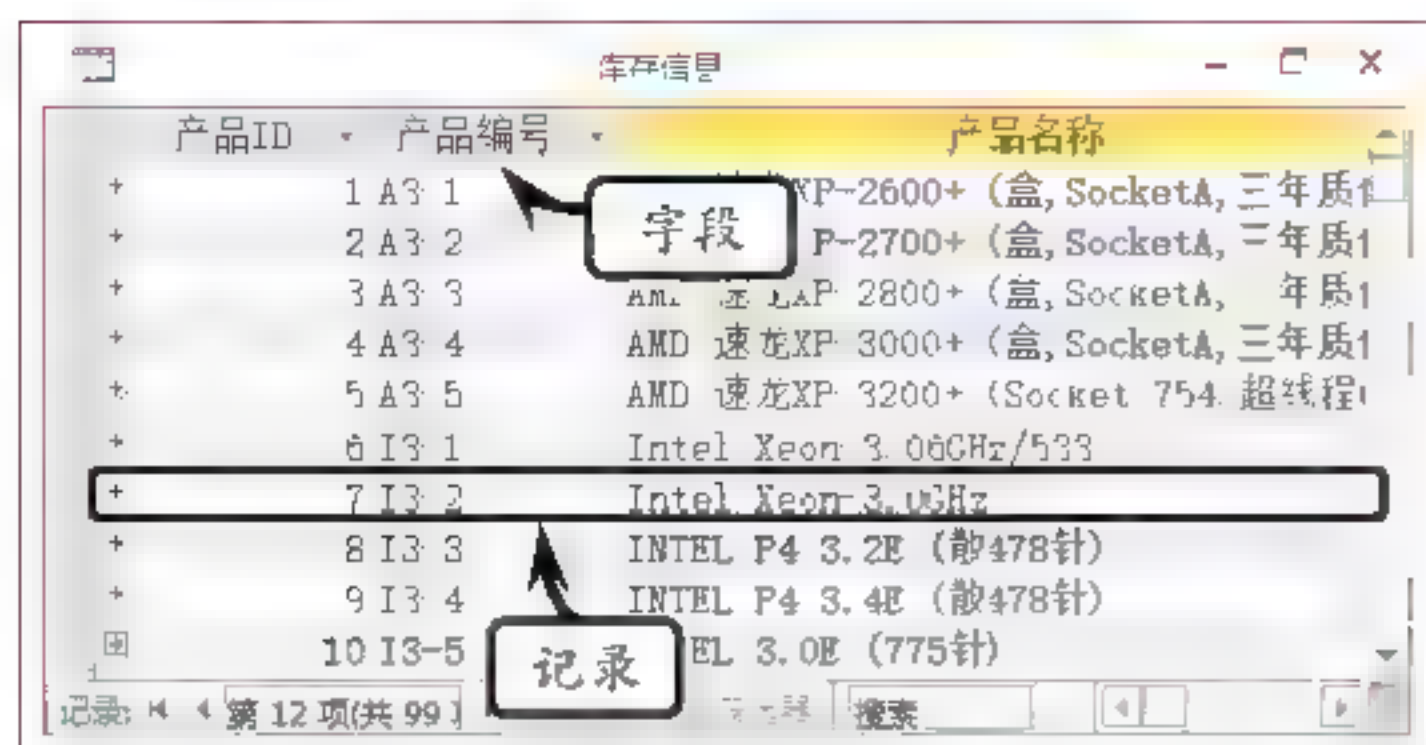 库存信息
产品ID 产品编号 产品名称
+ 1 A3-1 XP-2600+ (盒,SocketA,三年质
+ 2 A3-2 P-2700+ (盒,SocketA,三年质
+ 3 A3-3 XP-2800+ (盒,SocketA, 年质
+ 4 A3-4 AMD 速龙XP-3000+ (盒,SocketA,三年质
+ 5 A3-5 AMD 速龙XP-3200+ (Socket 754 超线程
+ 6 I3-1 Intel Xeon 3.06GHz/533
+ 7 I3-2 Intel Xeon-3.0GHz
+ 8 I3-3 INTEL P4 3.2E (散478针)
+ 9 I3-4 INTEL P4 3.4E (散478针)
10 I3-5 EL 3.0E (775针)
字段
记录
记录: 第 12 项(共 99 搜索